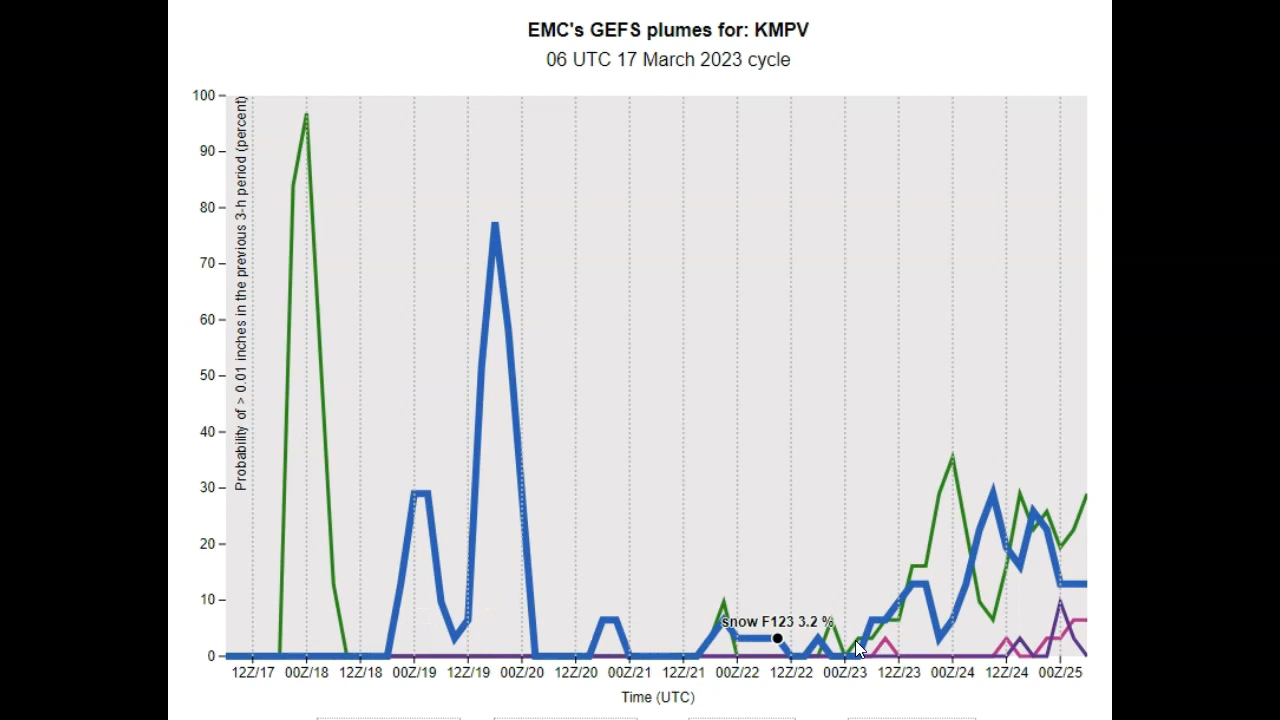 EMC's GEFS plumes for: KMPV
06 UTC 17 March 2023 cycle
Probability of > 0.01 inches in the previous 3-h period (percent)
100
90
80
70
60
50
40
30
20
10
0
snow F123 3.2 %
12Z/17 00Z/18 12Z/18 00Z/19 12Z/19 00Z/20 12Z/20 00Z/21 12Z/21 00Z/22 12Z/22 00Z/23 12Z/23 00Z/24 12Z/24 00Z/25
Time (UTC)